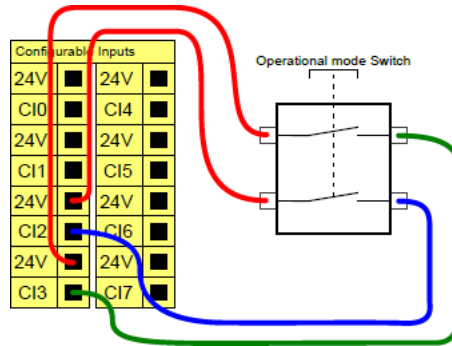 Configurable Inputs
Operational mode Switch
24V 24V
CI0 CI4
24V 24V
CI1 CI5
24V 24V
CI2 CI6
24V 24V
CI3 CI7